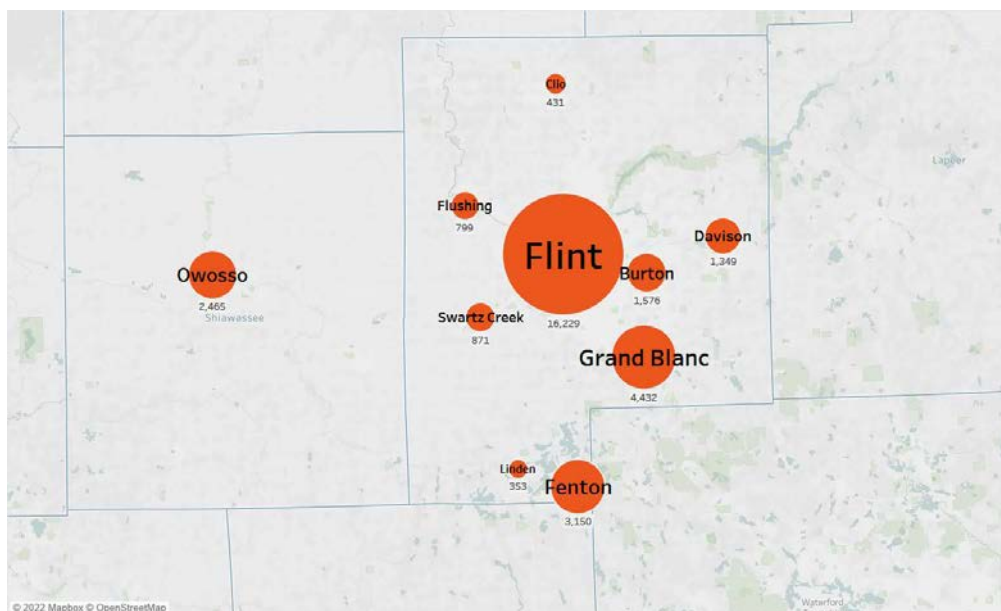 Clio
431
Lapeer
Flushing
799
Flint
16,229
Davison
1,349
Burton
1,576
Owosso
2,465
Shiawassee
Swartz Creek
871
Grand Blanc
4,432
Linden
353
Fenton
3,150
Waterford
© 2022 Mapbox © OpenStreetMap